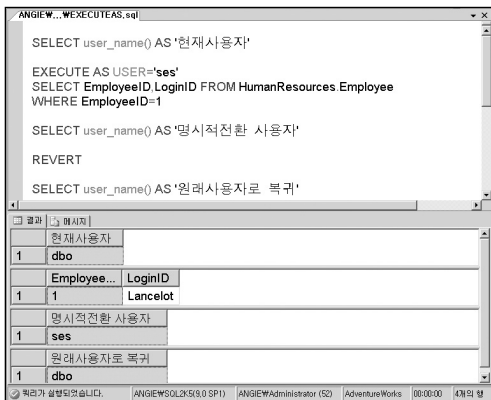 ANGIE₩...₩EXECUTEAS.sql
SELECT user_name() AS '현재사용자'
EXECUTE AS USER='ses'
SELECT EmployeeID,LoginID FROM HumanResources.Employee
WHERE EmployeeID=1
SELECT user_name() AS '명시적전환 사용자'
REVERT
SELECT user_name() AS '원래사용자로 복귀'
결과 메시지
현재사용자
1 dbo
Employee... LoginID
1 1 Lancelot
명시적전환 사용자
1 ses
원래사용자로 복귀
1 dbo
쿼리가 실행되었습니다. ANGIE₩SQL2K5(9,0 SP1) ANGIE₩Administrator (52) AdventureWorks 00:00:00 4개의 행